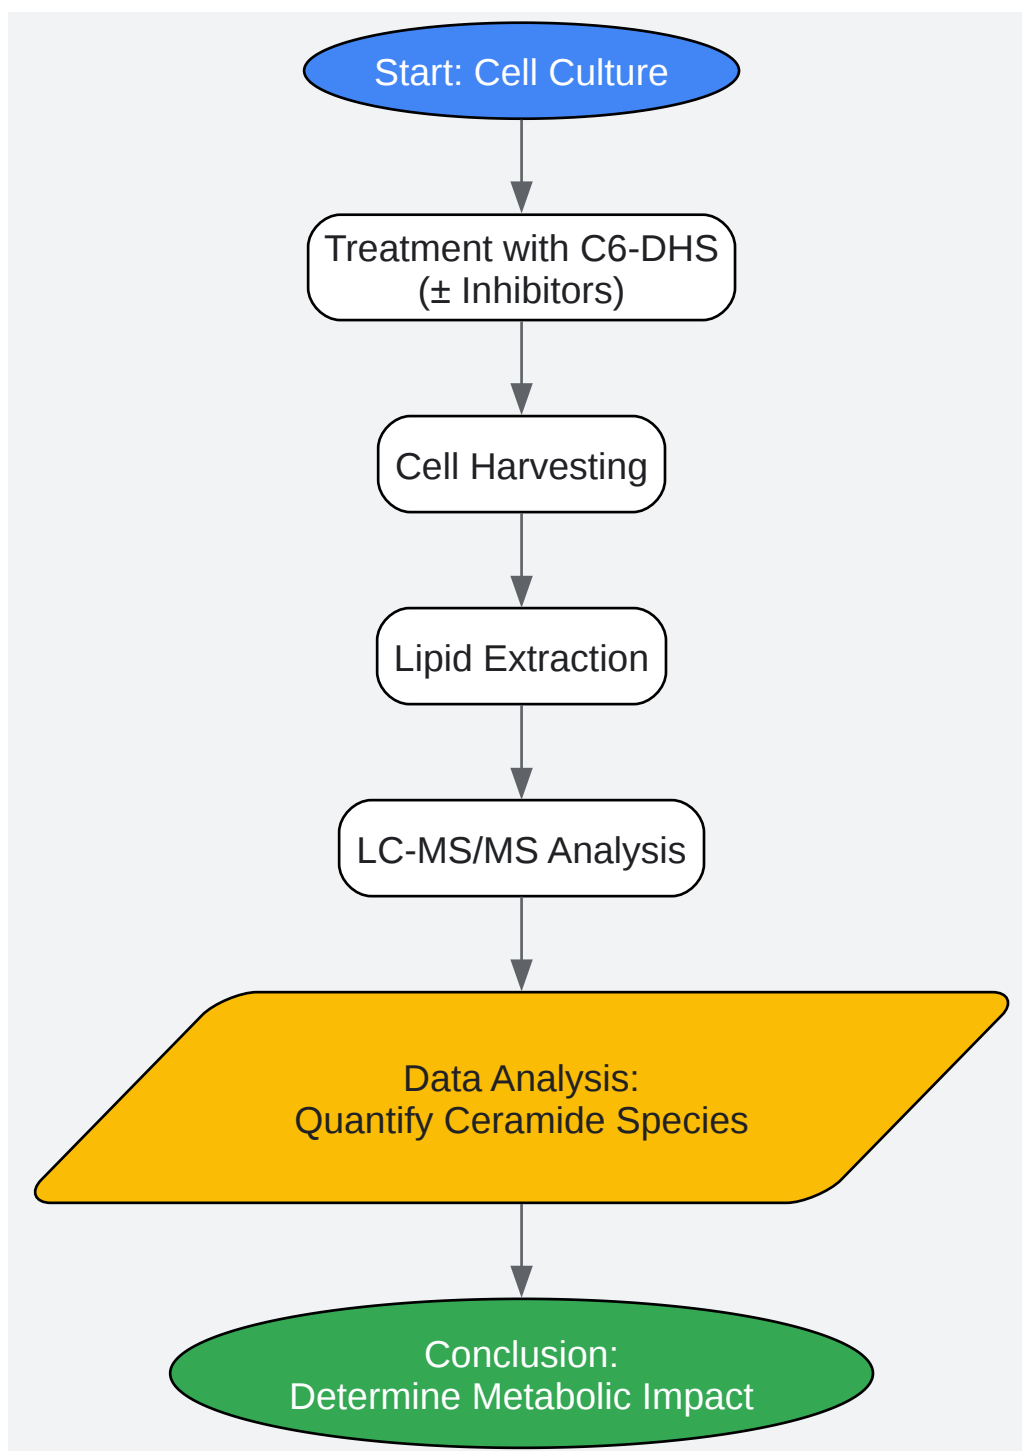 Start: Cell Culture
Treatment with C6-DHS
(± Inhibitors)
Cell Harvesting
Lipid Extraction
LC-MS/MS Analysis
Data Analysis:
Quantify Ceramide Species
Conclusion:
Determine Metabolic Impact